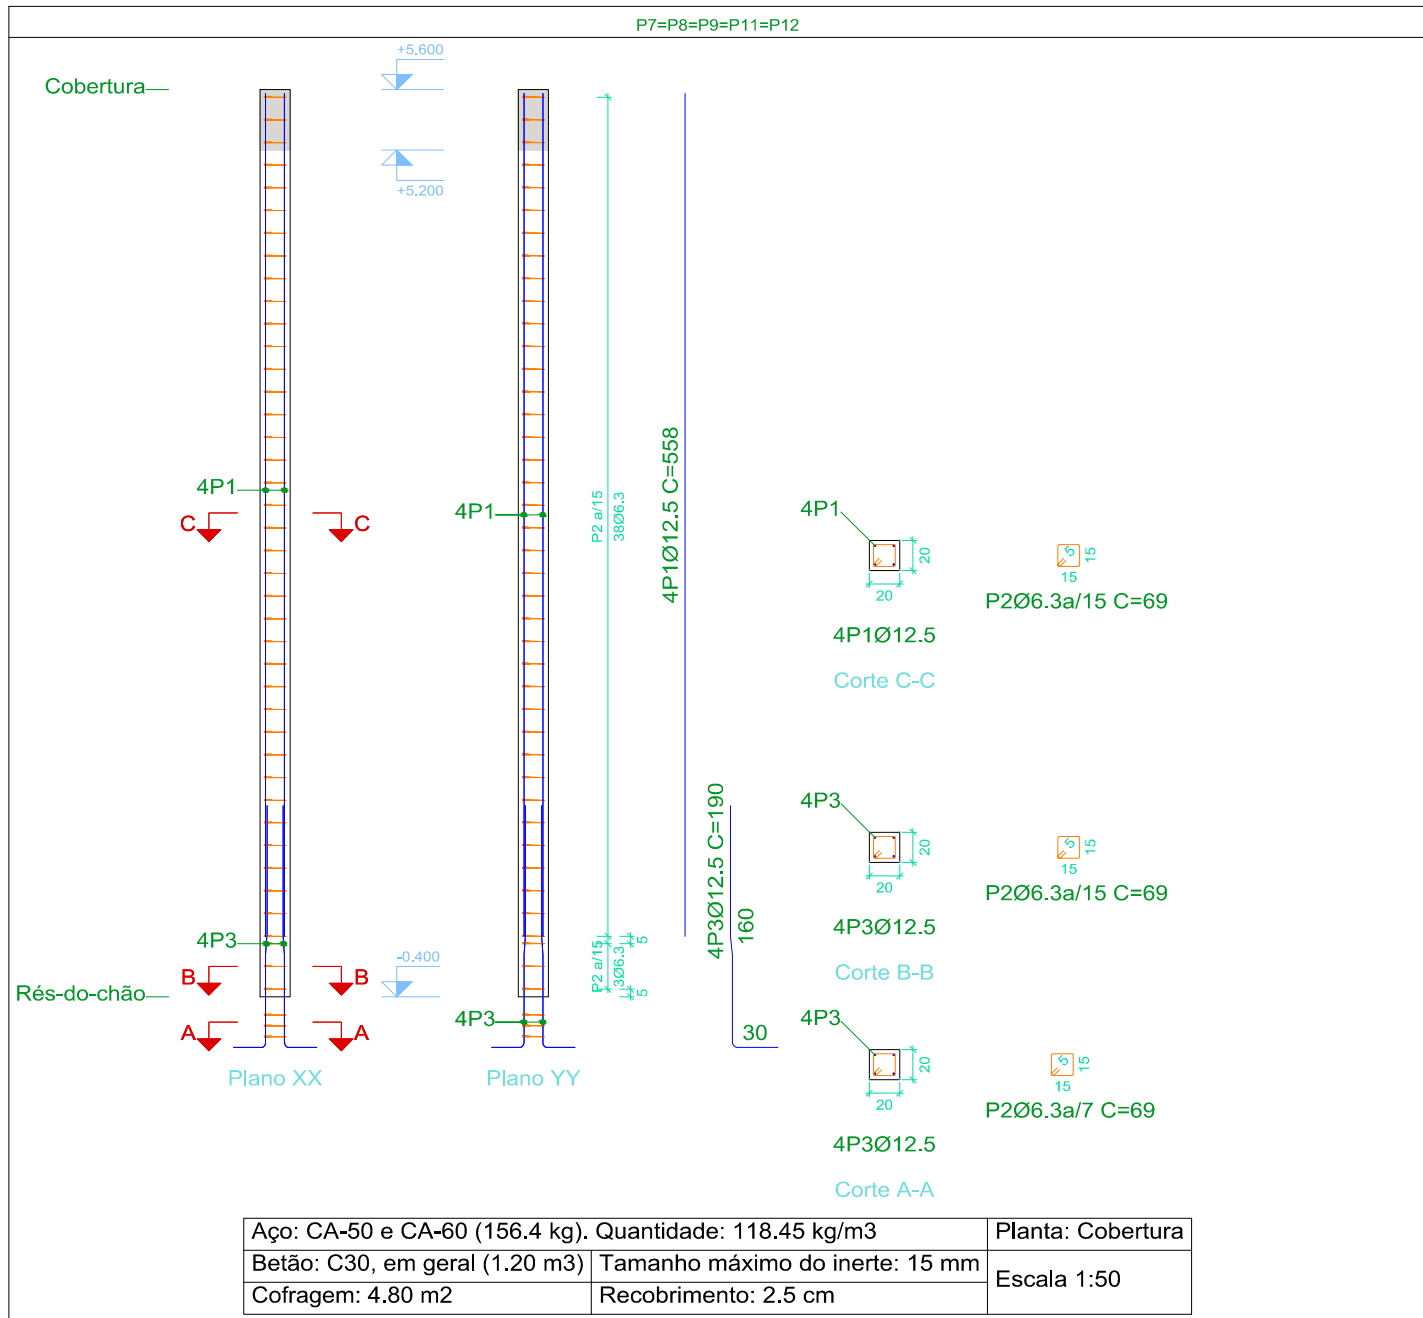 P7=P8=P9=P11=P12
+5.600
Cobertura
+5.200
4P1
C C
4P1
P2 a/15
38Ø6.3
4P1Ø12.5 C=558
4P1
20
20
4P1Ø12.5
Corte C-C
5
15
15
P2Ø6.3a/15 C=69
4P3
B B
-0.400
Rés-do-chão
A A
4P3
P2 a/15
3Ø6.3
5
5
4P3Ø12.5 C=190
160
30
Plano XX
Plano YY
4P3
20
20
4P3Ø12.5
Corte B-B
5
15
15
P2Ø6.3a/15 C=69
4P3
20
20
4P3Ø12.5
Corte A-A
5
15
15
P2Ø6.3a/7 C=69
Aço: CA-50 e CA-60 (156.4 kg). Quantidade: 118.45 kg/m3
Planta: Cobertura
Betão: C30, em geral (1.20 m3)
Tamanho máximo do inerte: 15 mm
Escala 1:50
Cofragem: 4.80 m2
Recobrimento: 2.5 cm